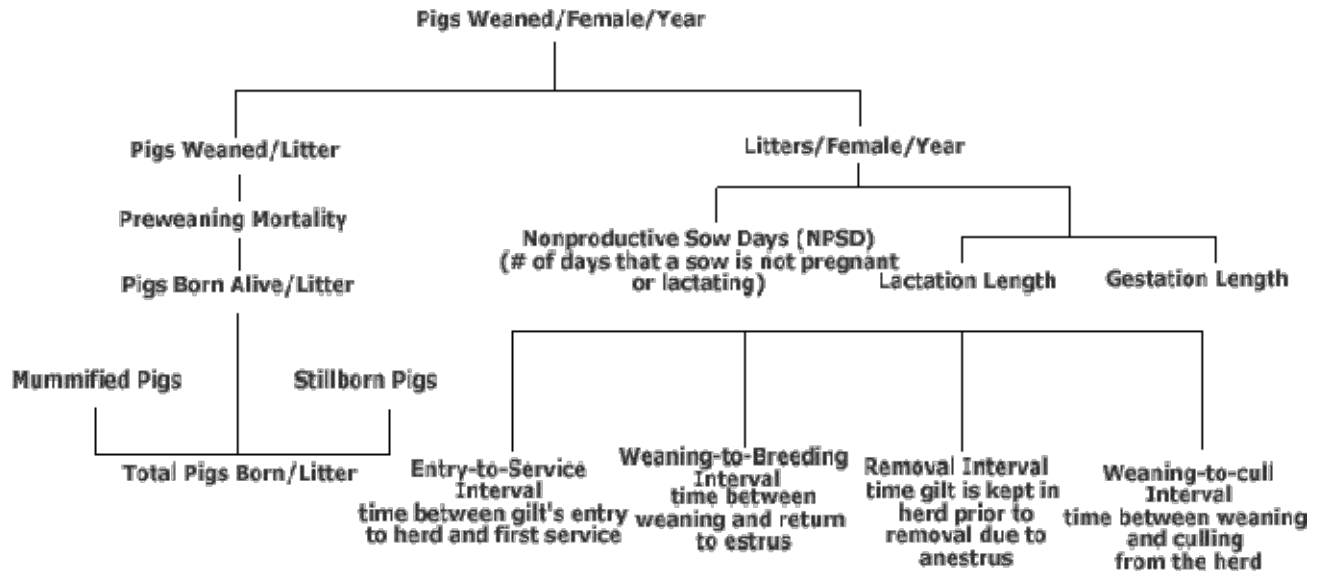 Pigs Weaned/Female/Year
Pigs Weaned/Litter
Litters/Female/Year
Preweaning Mortality
Nonproductive Sow Days (NPSD)
(# of days that a sow is not pregnant
or lactating)
Lactation Length
Gestation Length
Pigs Born Alive/Litter
Mummified Pigs
Stillborn Pigs
Total Pigs Born/Litter
Entry-to-Service
Interval
time between gilt's entry
to herd and first service
Weaning-to-Breeding
Interval
time between
weaning and return
to estrus
Removal Interval
time gilt is kept in
herd prior to
removal due to
anestrus
Weaning-to-cull
Interval
time between weaning
and culling
from the herd